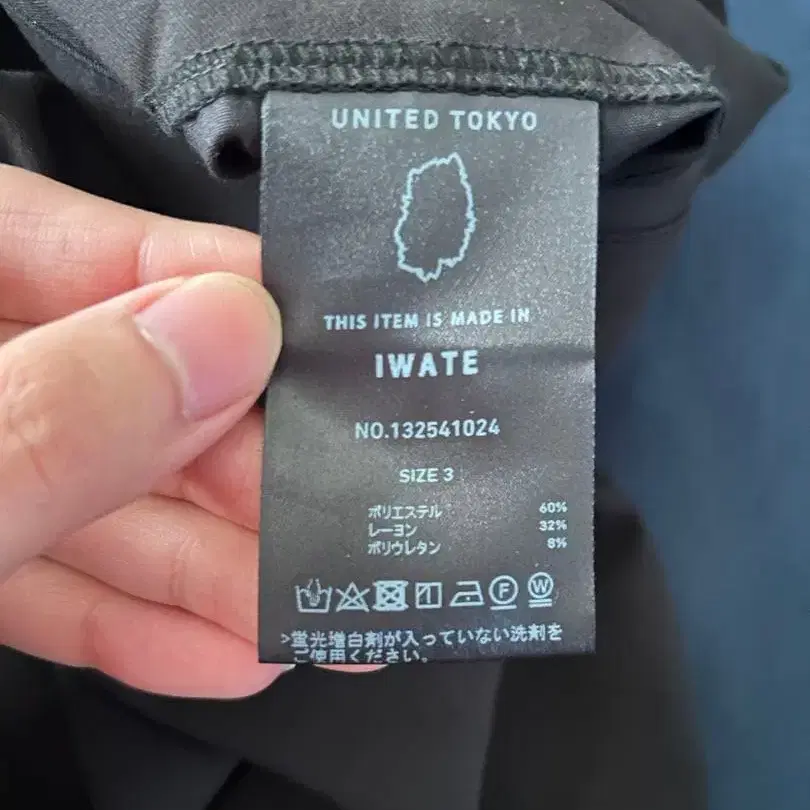 UNITED TOKYO
THIS ITEM IS MADE IN
IWATE
NO.132541024
SIZE 3
ポリエステル 60%
レーヨン 32%
ポリウレタン 8%
F W
>蛍光増白剤が入っていない洗剤を
ご使用ください。